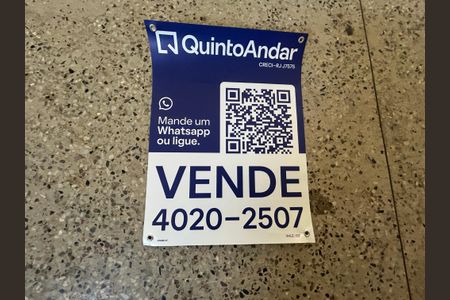 QuintoAndar
CRECI-RJ J7575
Mande um
Whatsapp
ou ligue.
VENDE
4020-2507